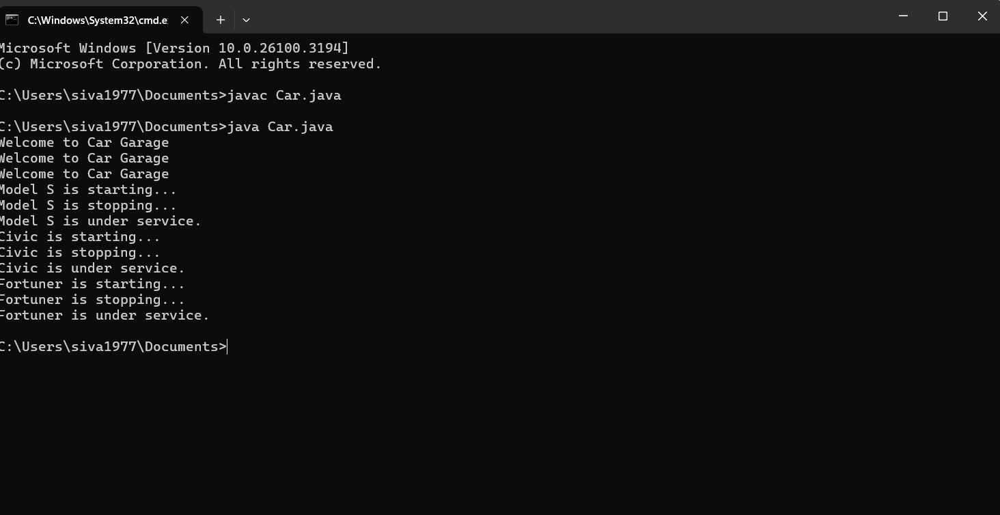 C:\Windows\System32\cmd.e
Microsoft Windows [Version 10.0.26100.3194]
(c) Microsoft Corporation. All rights reserved.
C:\Users\siva1977\Documents>javac Car.java
C:\Users\siva1977\Documents>java Car.java
Welcome to Car Garage
Welcome to Car Garage
Welcome to Car Garage
Model S is starting...
Model S is stopping...
Model S is under service.
Civic is starting...
Civic is stopping...
Civic is under service.
Fortuner is starting...
Fortuner is stopping...
Fortuner is under service.
C:\Users\siva1977\Documents>